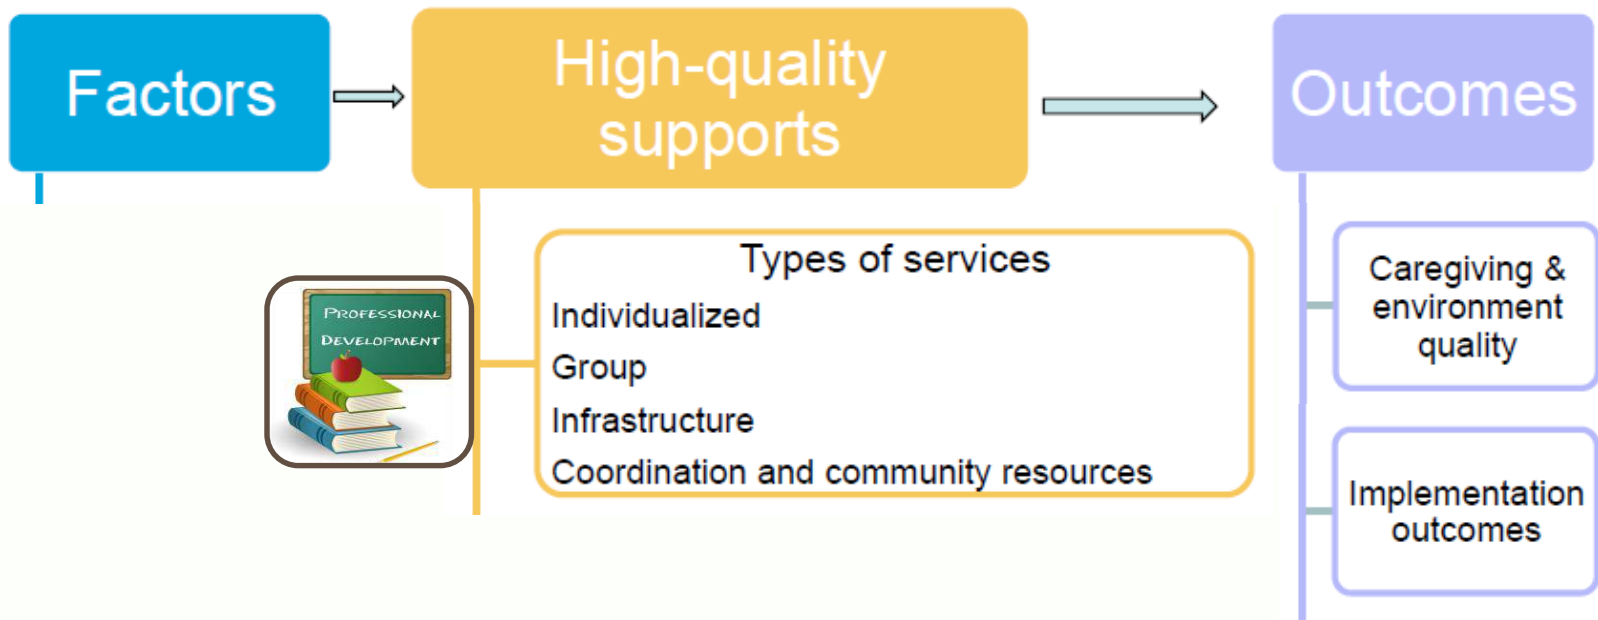 Factors
High-quality
supports
Outcomes
PROFESSIONAL
DEVELOPMENT
Types of services
Individualized
Group
Infrastructure
Coordination and community resources
Caregiving &
environment
quality
Implementation
outcomes